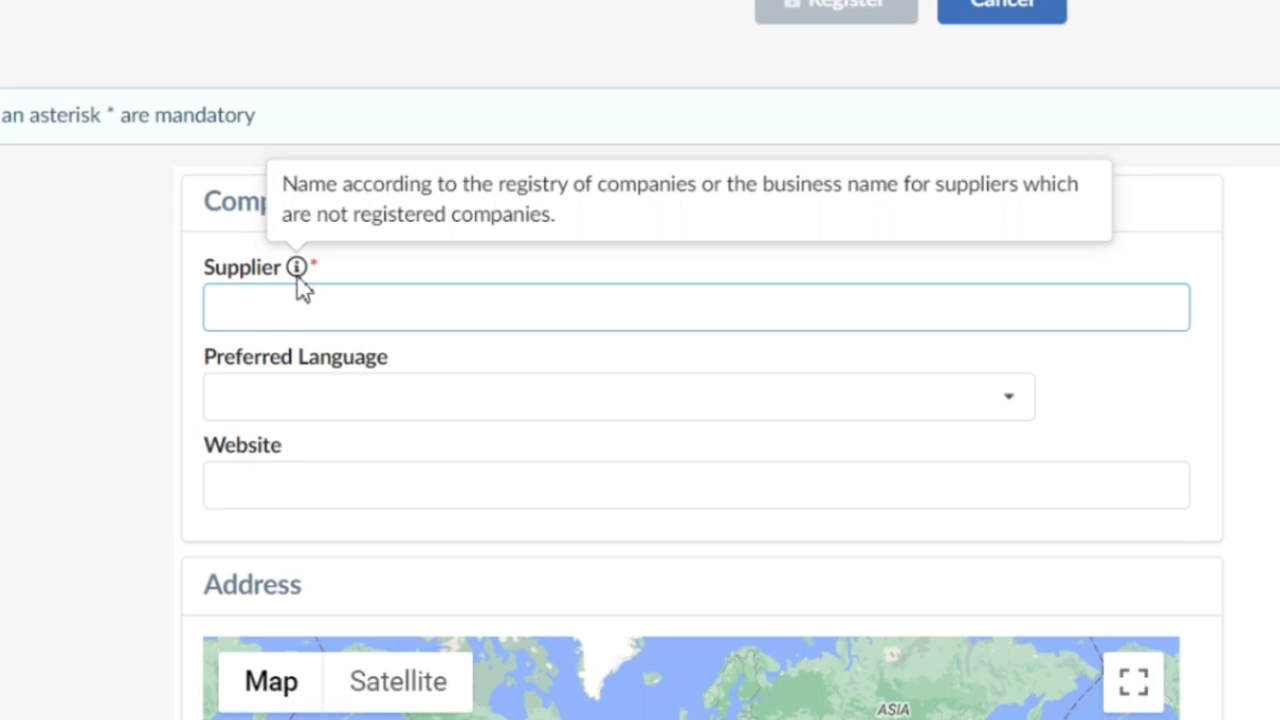 Register Cancel
an asterisk * are mandatory
Name according to the registry of companies or the business name for suppliers which
are not registered companies.
Supplier *
Preferred Language
Website
Address
Map Satellite
ASIA